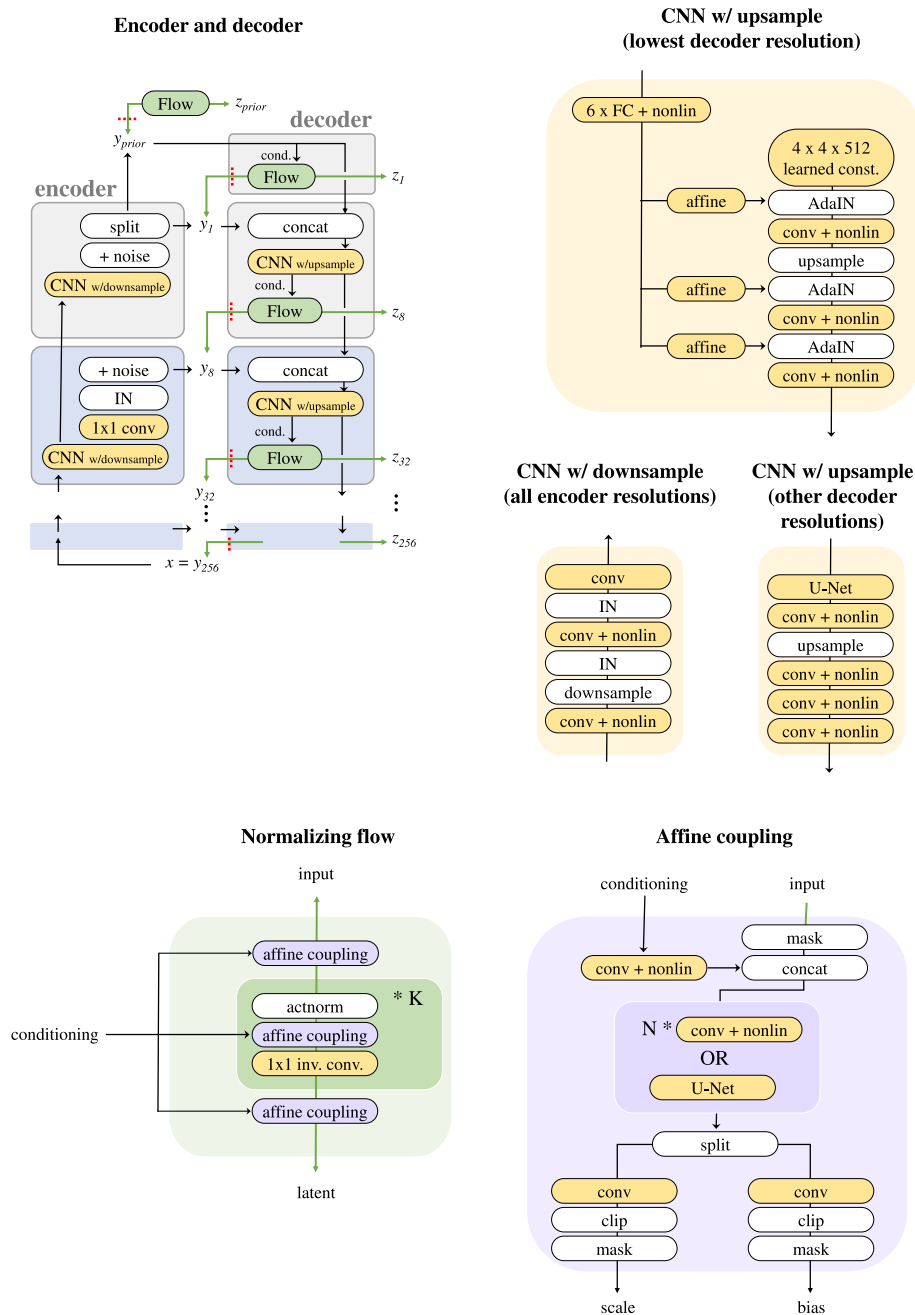 Encoder and decoder
Flow
z_prior
y_prior
decoder
cond.
Flow
z_1
encoder
split
y_1
concat
+ noise
CNN w/upsample
CNN w/downsample
cond.
Flow
z_8
y_8
+ noise
concat
IN
CNN w/upsample
1x1 conv
cond.
CNN w/downsample
Flow
z_32
y_32
...
...
...
z_256
x = y_256
CNN w/ upsample
(lowest decoder resolution)
6 x FC + nonlin
4 x 4 x 512
learned const.
affine
AdaIN
conv + nonlin
upsample
affine
AdaIN
conv + nonlin
affine
AdaIN
conv + nonlin
CNN w/ downsample
(all encoder resolutions)
conv
IN
conv + nonlin
IN
downsample
conv + nonlin
CNN w/ upsample
(other decoder
resolutions)
U-Net
conv + nonlin
upsample
conv + nonlin
conv + nonlin
conv + nonlin
Normalizing flow
input
affine coupling
* K
actnorm
conditioning
affine coupling
1x1 inv. conv.
affine coupling
latent
Affine coupling
conditioning
input
mask
conv + nonlin
concat
N *
conv + nonlin
OR
U-Net
split
conv
conv
clip
clip
mask
mask
scale
bias